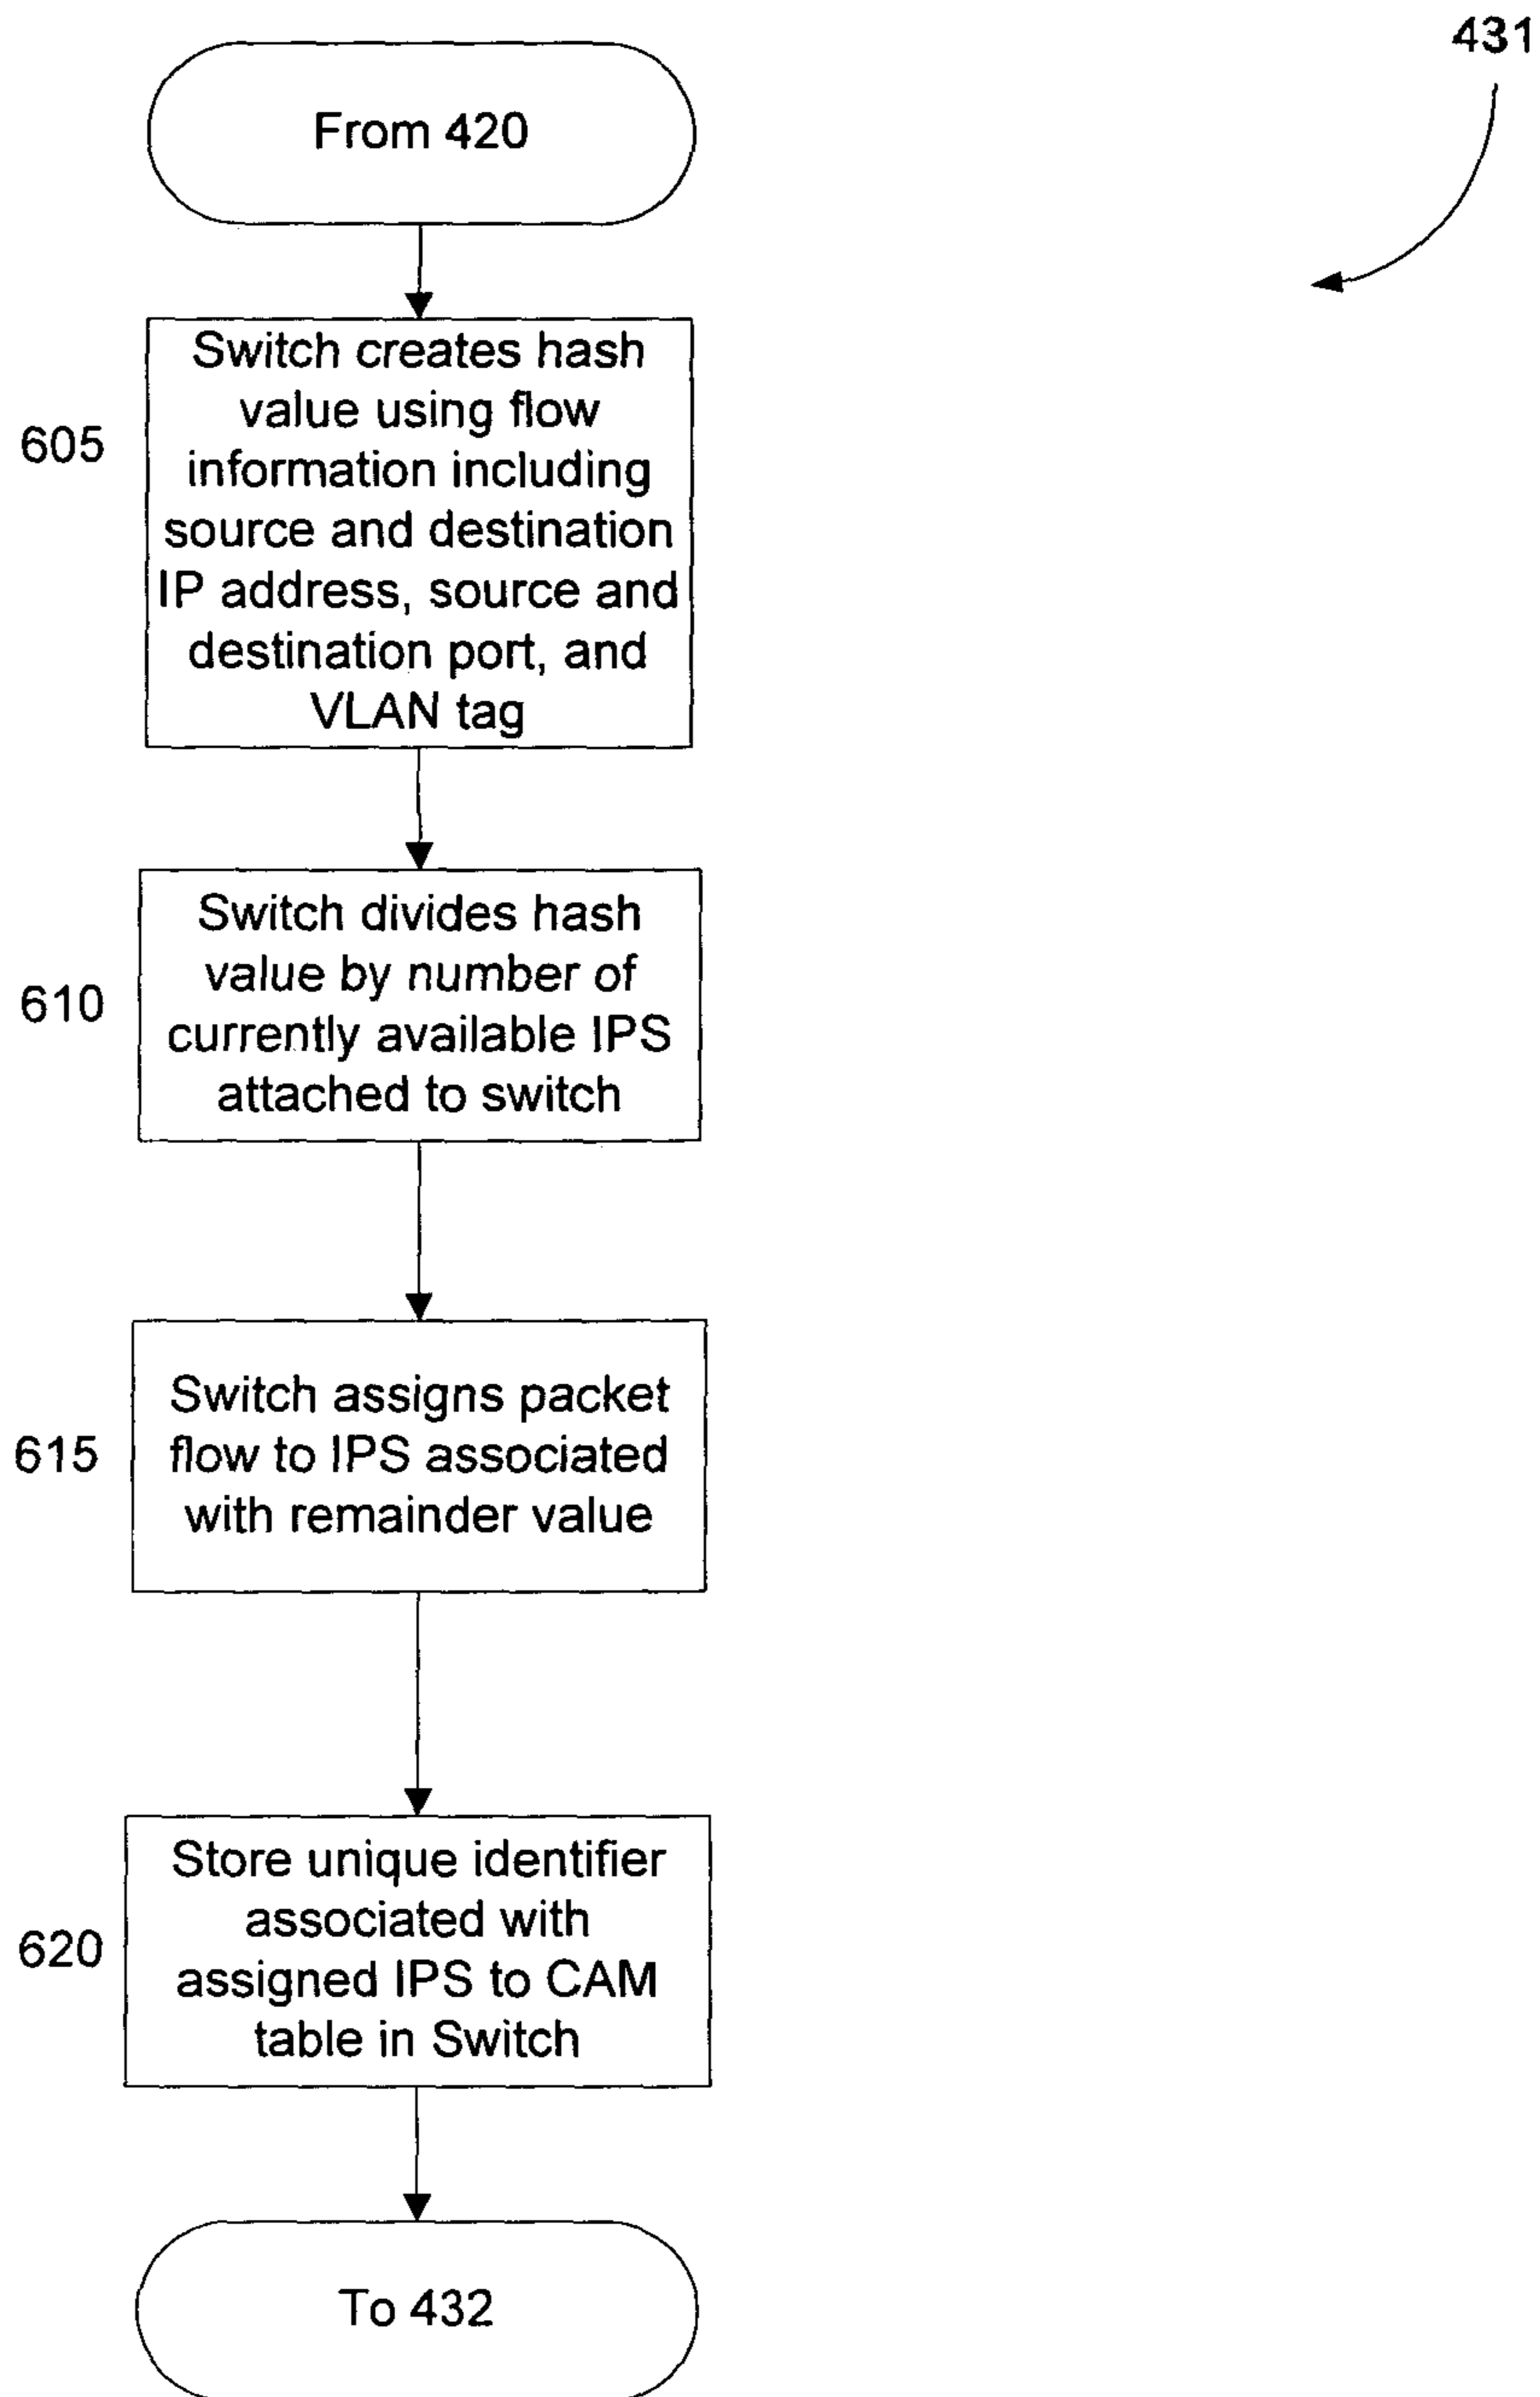 431
From 420
605
Switch creates hash
value using flow
information including
source and destination
IP address, source and
destination port, and
VLAN tag
610
Switch divides hash
value by number of
currently available IPS
attached to switch
615
Switch assigns packet
flow to IPS associated
with remainder value
620
Store unique identifier
associated with
assigned IPS to CAM
table in Switch
To 432